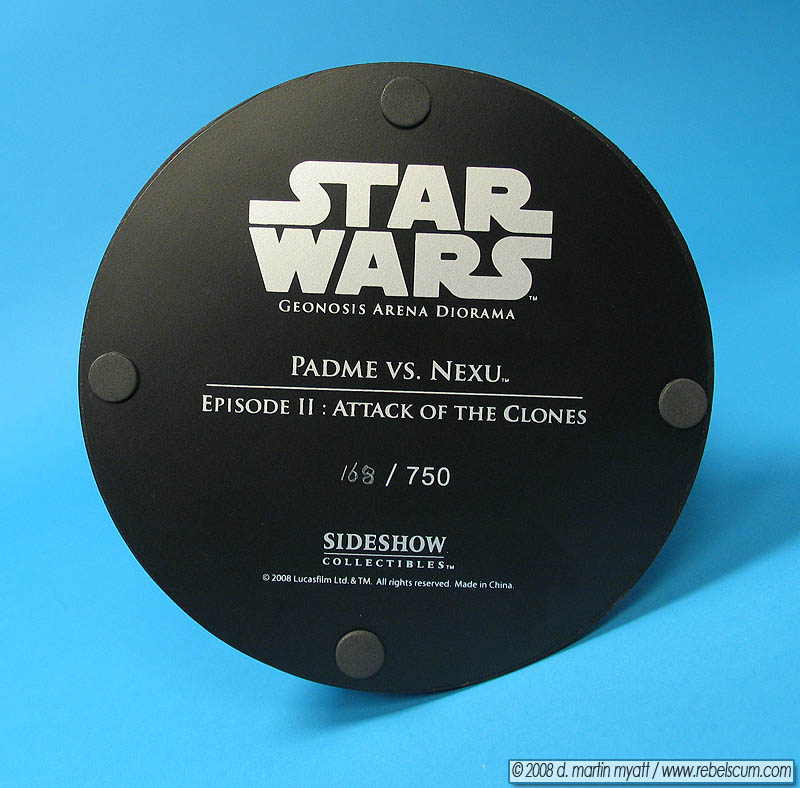 STAR
WARS™
GEONOSIS ARENA DIORAMA
PADME VS. NEXU™
EPISODE II : ATTACK OF THE CLONES
168 / 750
SIDESHOW
COLLECTIBLES™
© 2008 Lucasfilm Ltd. & TM. All rights reserved. Made in China.
© 2008 d. martin myatt / www.rebelscum.com